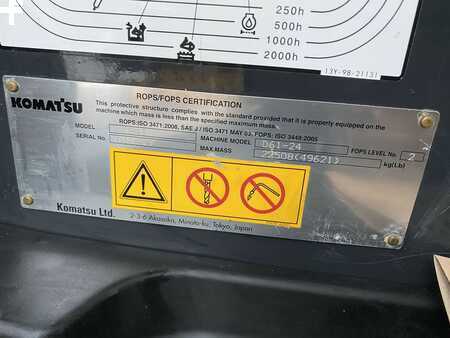 250h
500h
1000h
2000h
13Y-98-21131
KOMATSU
ROPS/FOPS CERTIFICATION
This protective structure complies with the standard provided that it is properly equipped on the
machine which mass is less than the specified maximum mass.
ROPS:ISO 3471:2008, SAE J / ISO 3471 MAY 03, FOPS: ISO 3449:2005
MODEL MACHINE MODEL D61-24 FOPS LEVEL No. 2
SERIAL No. MAX.MASS 22508(49621) kg(Lb)
Komatsu Ltd.
2-3-6 Akasaka, Minato-ku, Tokyo, Japan